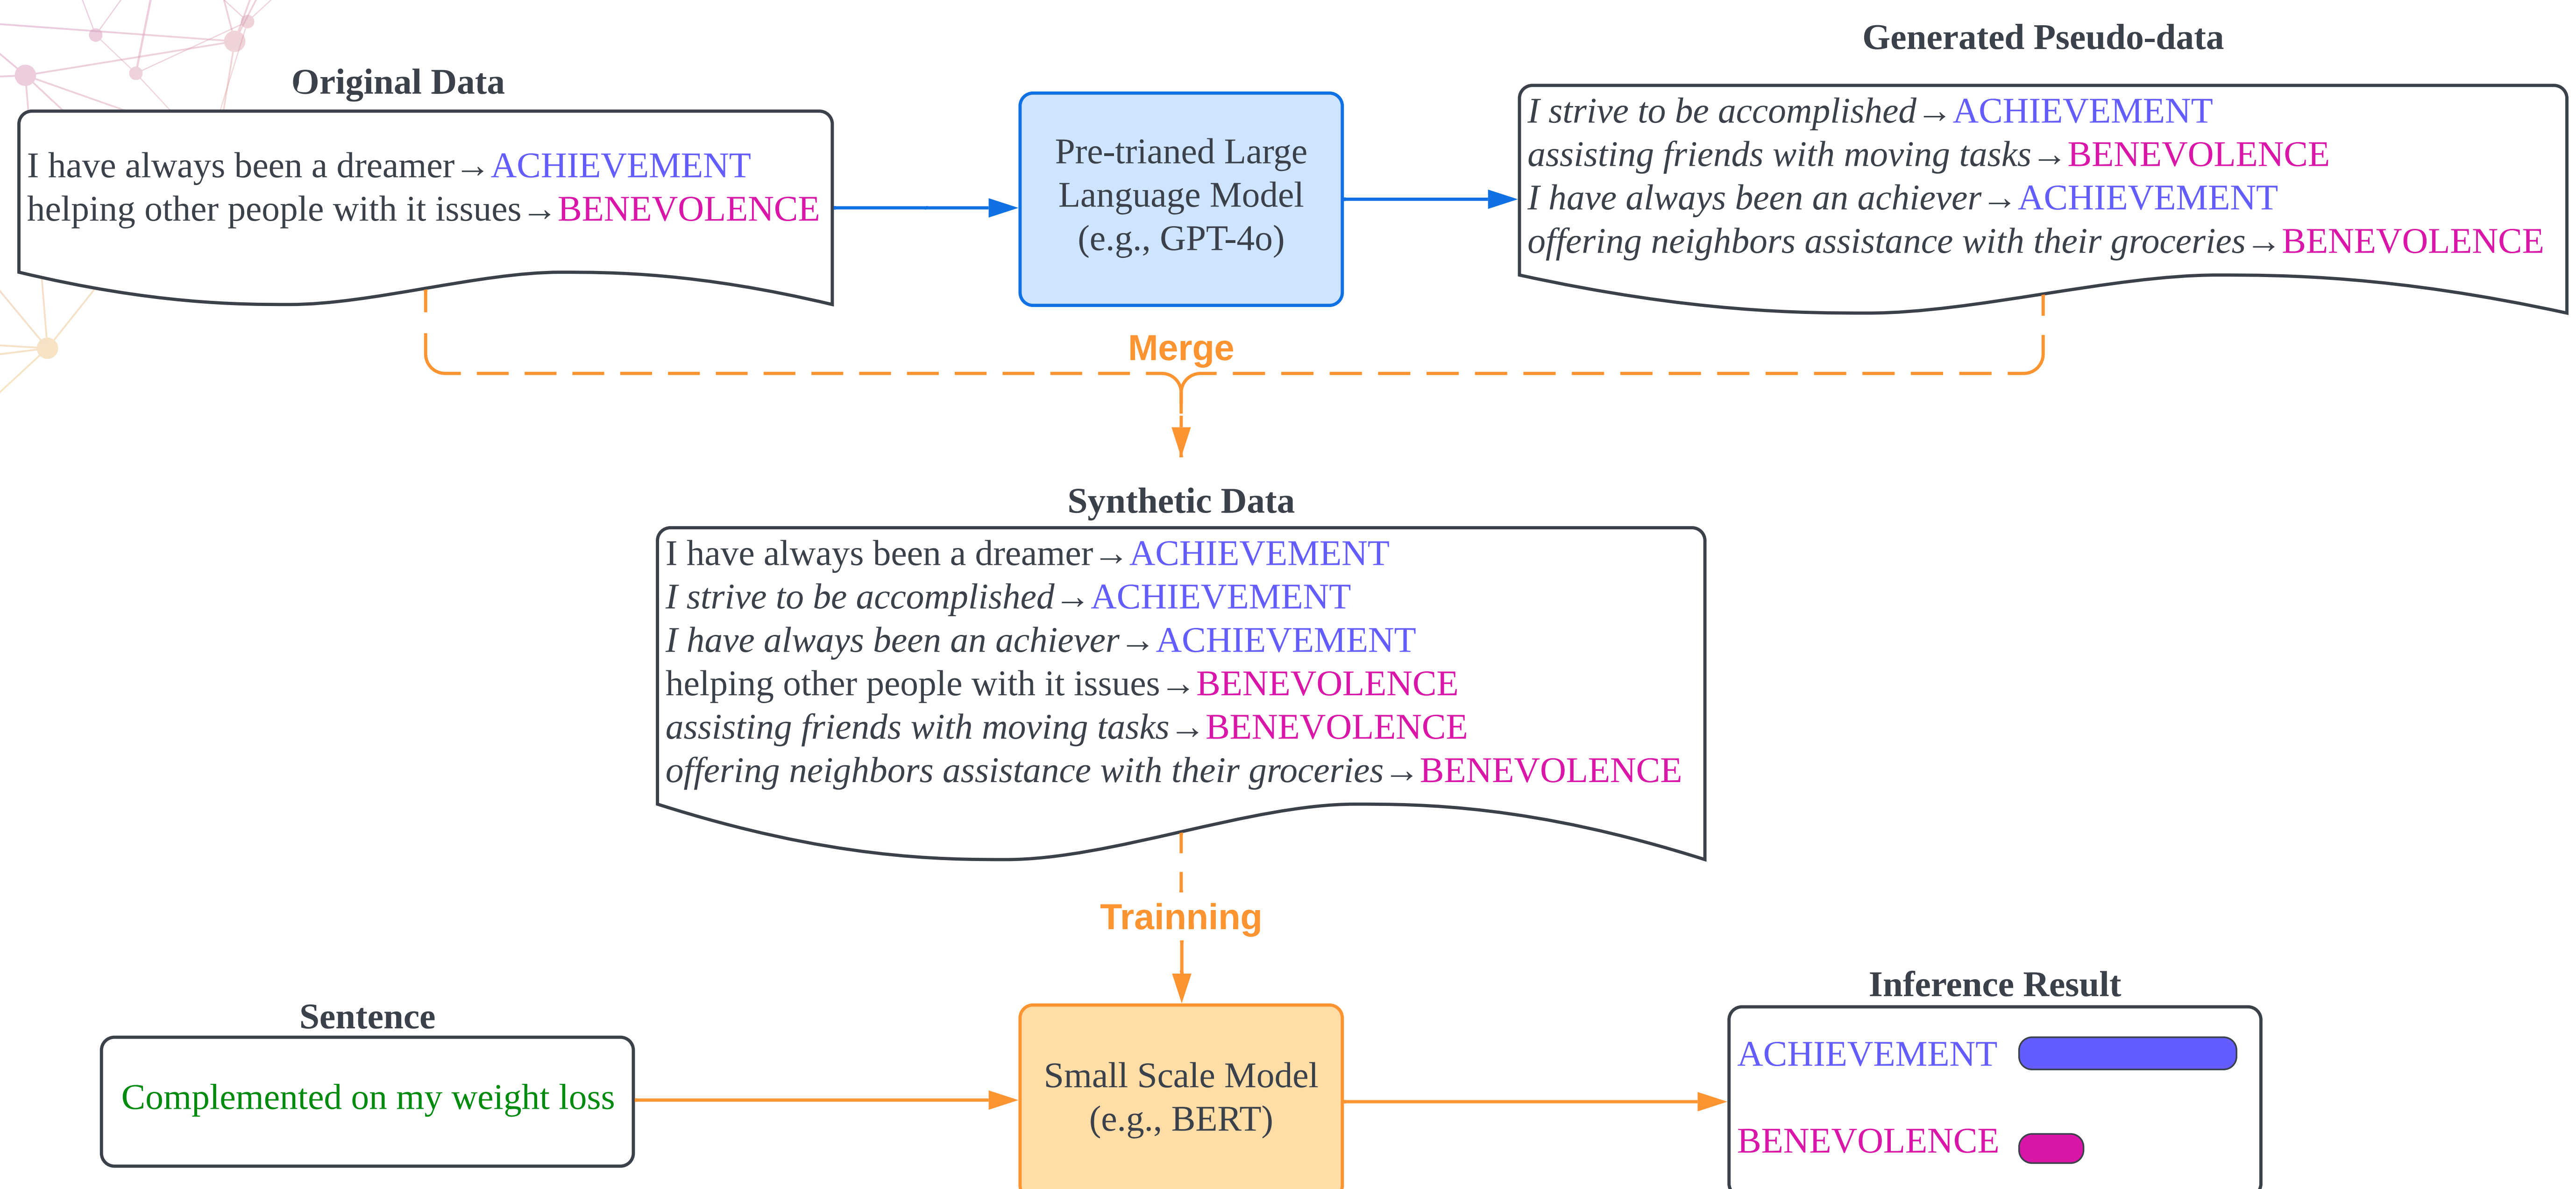 Original Data
I have always been a dreamer→ACHIEVEMENT
helping other people with it issues→BENEVOLENCE
Pre-trianed Large
Language Model
(e.g., GPT-4o)
Generated Pseudo-data
I strive to be accomplished→ACHIEVEMENT
assisting friends with moving tasks→BENEVOLENCE
I have always been an achiever→ACHIEVEMENT
offering neighbors assistance with their groceries→BENEVOLENCE
Merge
Synthetic Data
I have always been a dreamer→ACHIEVEMENT
I strive to be accomplished→ACHIEVEMENT
I have always been an achiever→ACHIEVEMENT
helping other people with it issues→BENEVOLENCE
assisting friends with moving tasks→BENEVOLENCE
offering neighbors assistance with their groceries→BENEVOLENCE
Trainning
Sentence
Complemented on my weight loss
Small Scale Model
(e.g., BERT)
Inference Result
ACHIEVEMENT
BENEVOLENCE